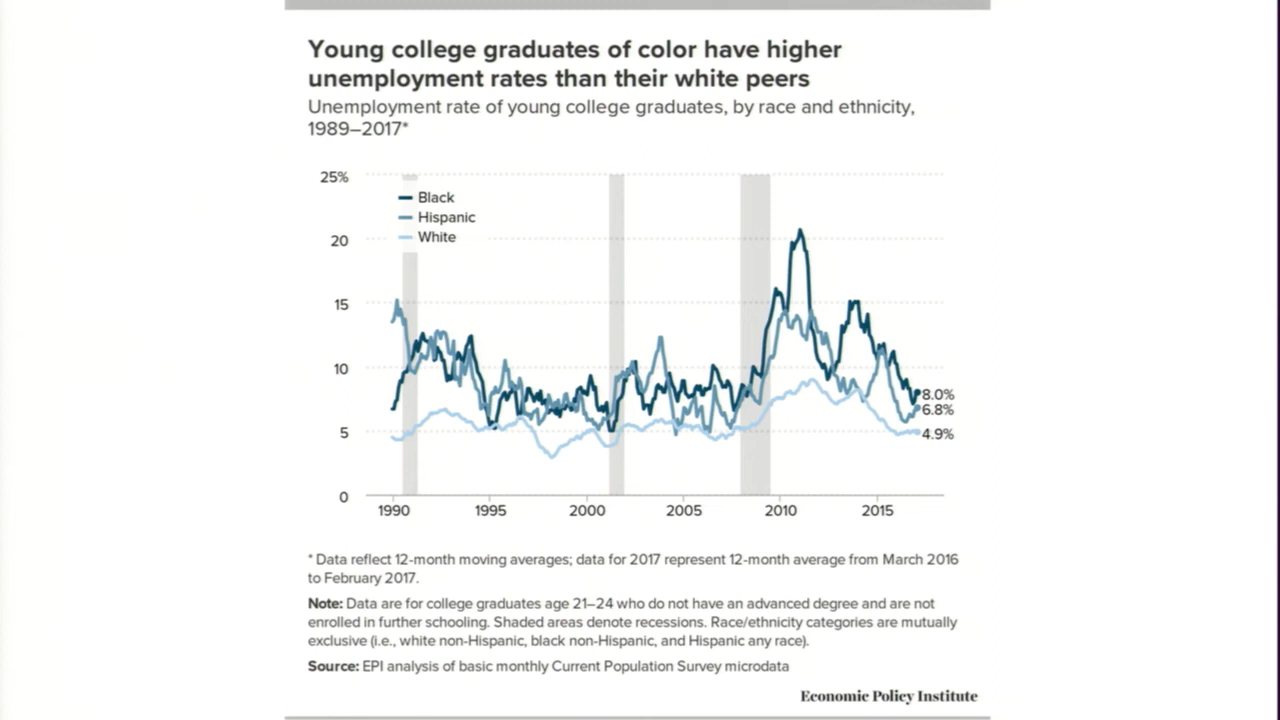 Young college graduates of color have higher
unemployment rates than their white peers
Unemployment rate of young college graduates, by race and ethnicity,
1989–2017*
25%
Black
Hispanic
White
20
15
10
8.0%
6.8%
5
4.9%
0
1990 1995 2000 2005 2010 2015
* Data reflect 12-month moving averages; data for 2017 represent 12-month average from March 2016
to February 2017.
Note: Data are for college graduates age 21–24 who do not have an advanced degree and are not
enrolled in further schooling. Shaded areas denote recessions. Race/ethnicity categories are mutually
exclusive (i.e., white non-Hispanic, black non-Hispanic, and Hispanic any race).
Source: EPI analysis of basic monthly Current Population Survey microdata
Economic Policy Institute